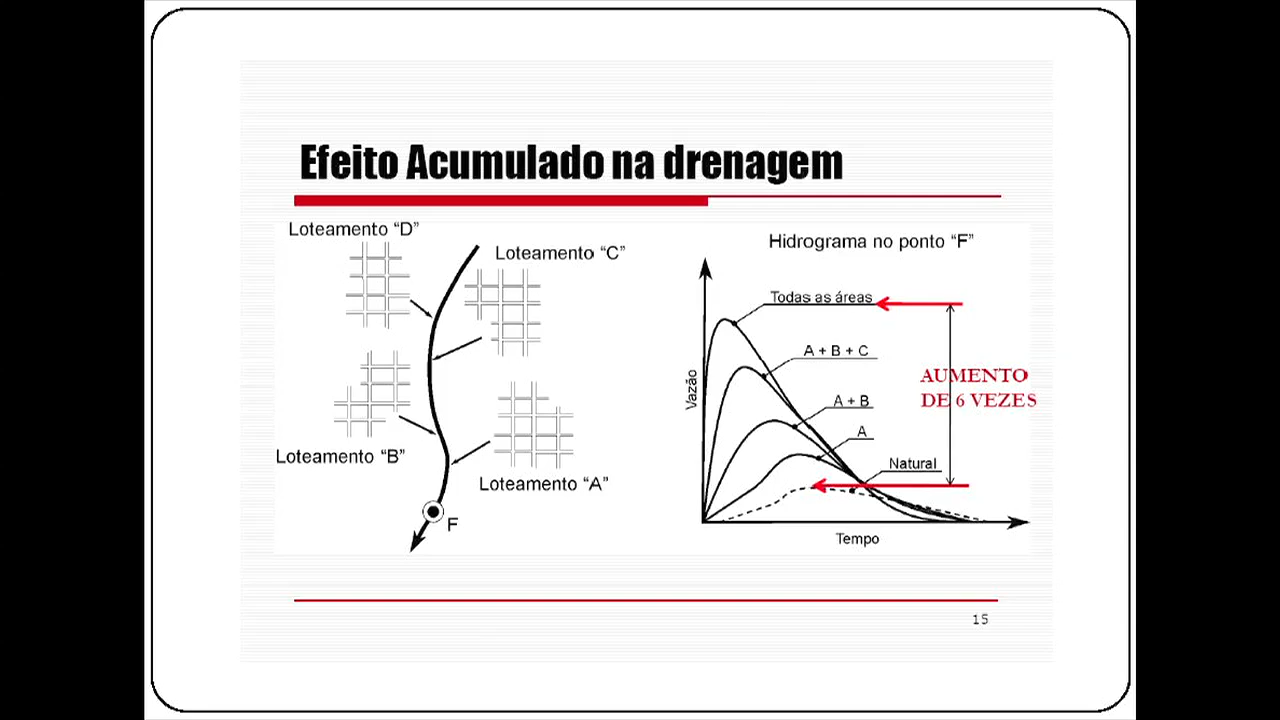 Efeito Acumulado na drenagem
Loteamento “D”
Loteamento “C”
Loteamento “B”
Loteamento “A”
F
Hidrograma no ponto “F”
Todas as áreas
A + B + C
AUMENTO
DE 6 VEZES
A + B
A
Natural
Vazão
Tempo
15